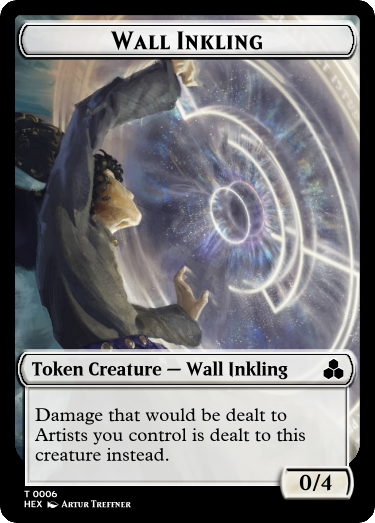 Wall Inkling
Token Creature — Wall Inkling
Damage that would be dealt to
Artists you control is dealt to this
creature instead.
0/4
T 0006
HEX Artur Treffner